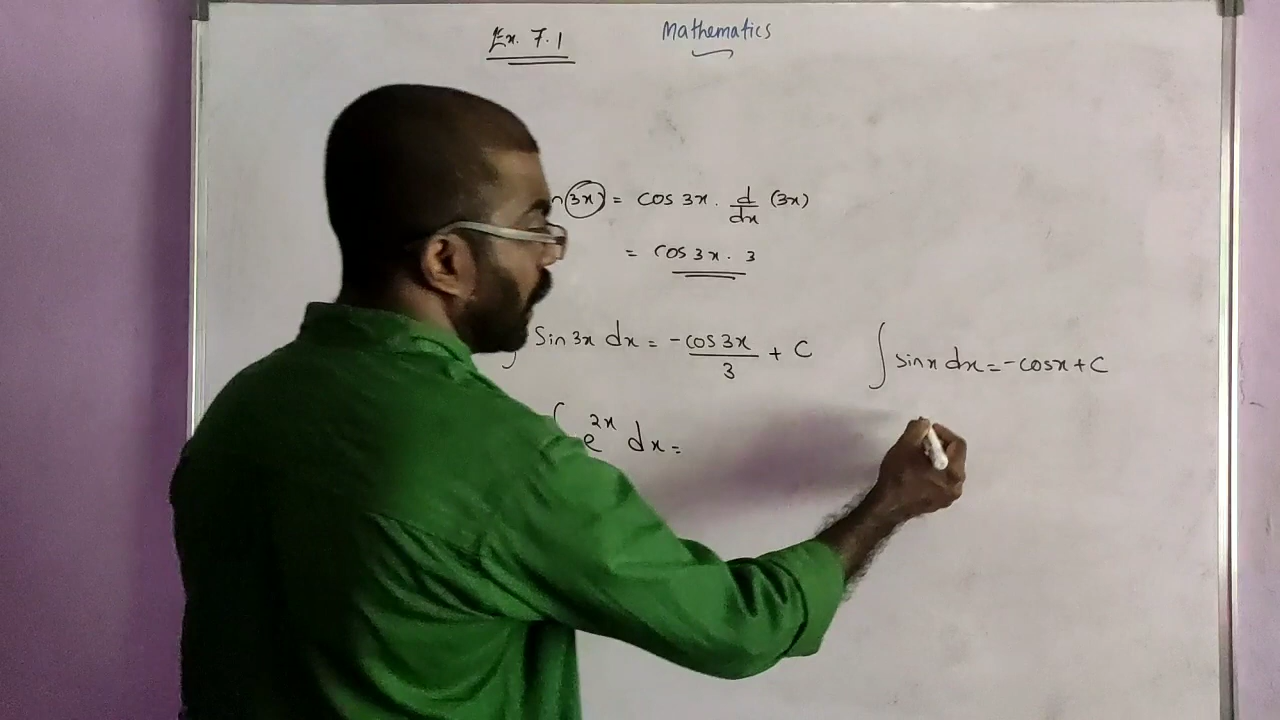 Ex. 7.1
Mathematics
n(3x) = cos 3x . d/dx (3x)
= cos 3x . 3
∫ sin 3x dx = -cos 3x/3 + C
∫ sin x dx = -cos x + C
∫ e^2x dx =